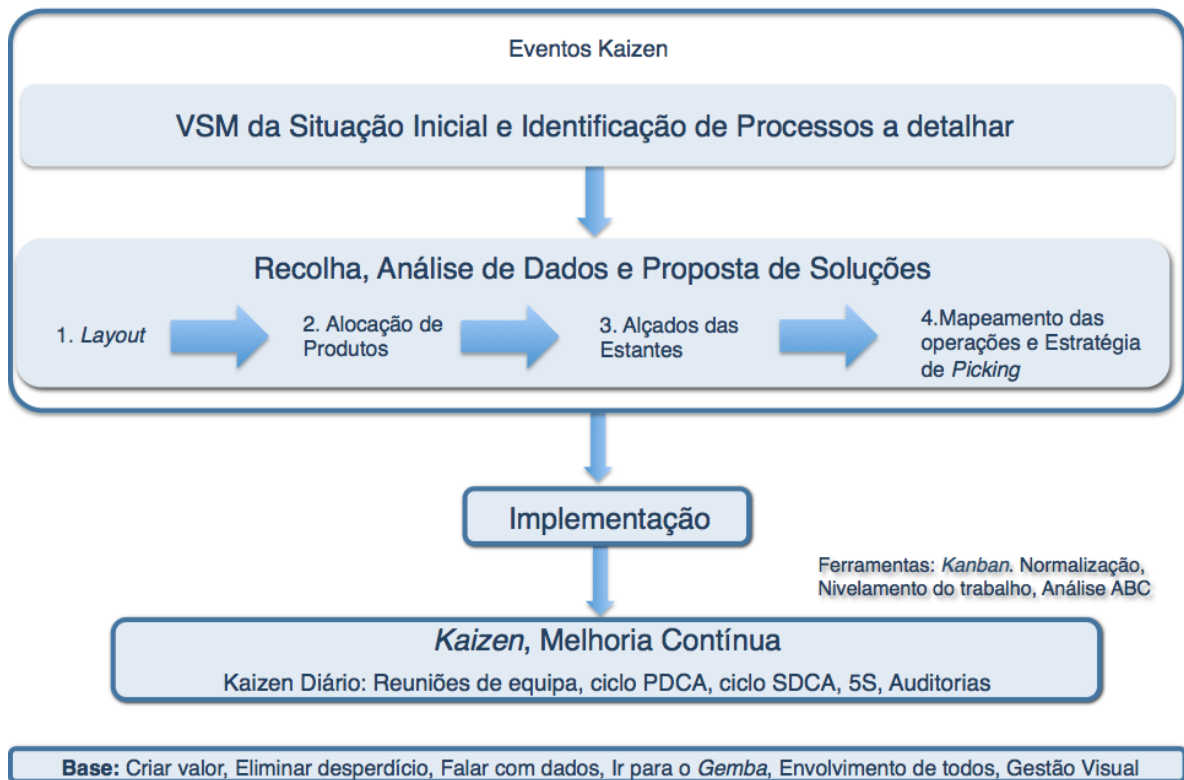 Eventos Kaizen
VSM da Situação Inicial e Identificação de Processos a detalhar
Recolha, Análise de Dados e Proposta de Soluções
1. Layout
2. Alocação de
Produtos
3. Alçados das
Estantes
4.Mapeamento das
operações e Estratégia
de Picking
Implementação
Ferramentas: Kanban. Normalização,
Nivelamento do trabalho, Análise ABC
Kaizen, Melhoria Contínua
Kaizen Diário: Reuniões de equipa, ciclo PDCA, ciclo SDCA, 5S, Auditorias
Base: Criar valor, Eliminar desperdício, Falar com dados, Ir para o Gemba, Envolvimento de todos, Gestão Visual